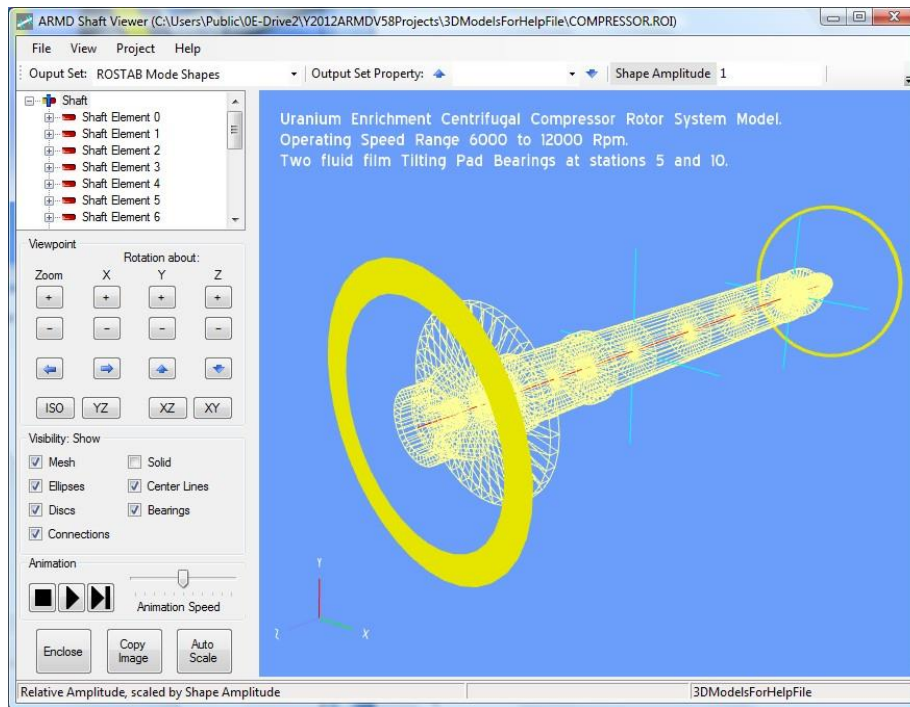 ARMD Shaft Viewer (C:\Users\Public\0E-Drive2\Y2012ARMDV58Projects\3DModelsForHelpFile\COMPRESSOR.ROI)
File View Project Help
Ouput Set: ROSTAB Mode Shapes Output Set Property: Shape Amplitude 1
Shaft
Shaft Element 0
Shaft Element 1
Shaft Element 2
Shaft Element 3
Shaft Element 4
Shaft Element 5
Shaft Element 6
Uranium Enrichment Centrifugal Compressor Rotor System Model.
Operating Speed Range 6000 to 12000 Rpm.
Two fluid film Tilting Pad Bearings at stations 5 and 10.
Viewpoint
Rotation about:
Zoom X Y Z
+ + + +
- - - -
ISO YZ XZ XY
Visibility: Show
Mesh Solid
Ellipses Center Lines
Discs Bearings
Connections
Animation
Animation Speed
Enclose Copy Image Auto Scale
Y
Z X
Relative Amplitude, scaled by Shape Amplitude 3DModelsForHelpFile